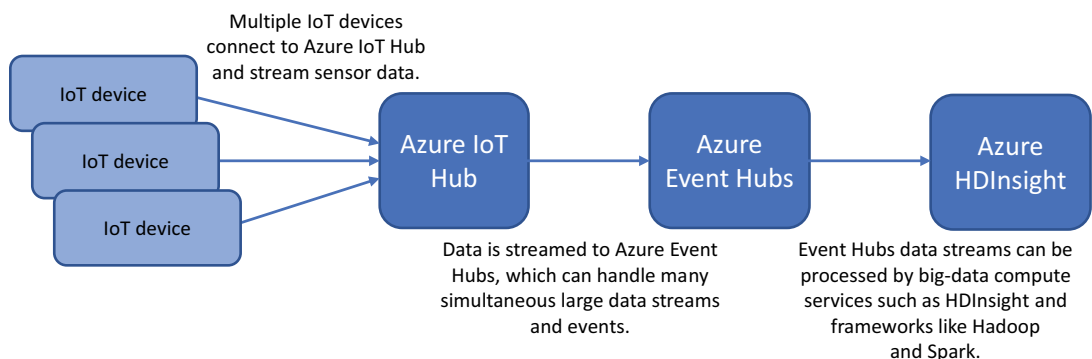 Multiple IoT devices
connect to Azure IoT Hub
and stream sensor data.
IoT device
IoT device
IoT device
Azure IoT
Hub
Azure
Event Hubs
Azure
HDInsight
Data is streamed to Azure Event
Hubs, which can handle many
simultaneous large data streams
and events.
Event Hubs data streams can be
processed by big-data compute
services such as HDInsight and
frameworks like Hadoop
and Spark.